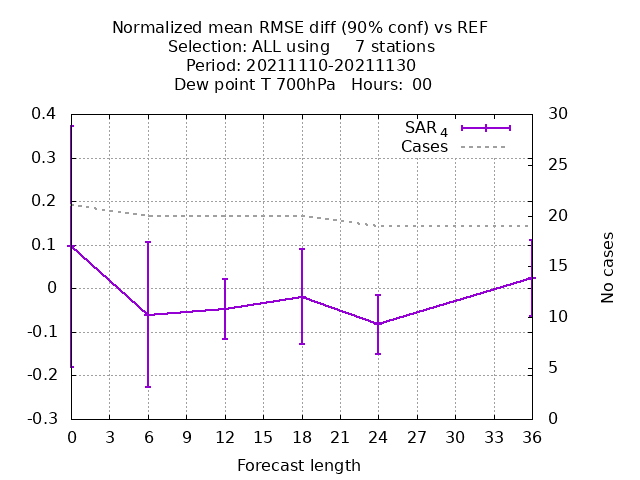 Normalized mean RMSE diff (90% conf) vs REF
Selection: ALL using     7 stations
Period: 20211110-20211130
Dew point T 700hPa   Hours:  00
0.4
0.3
0.2
0.1
0
-0.1
-0.2
-0.3
30
25
20
15
10
5
0
SAR4
Cases
No cases
0 3 6 9 12 15 18 21 24 27 30 33 36
Forecast length